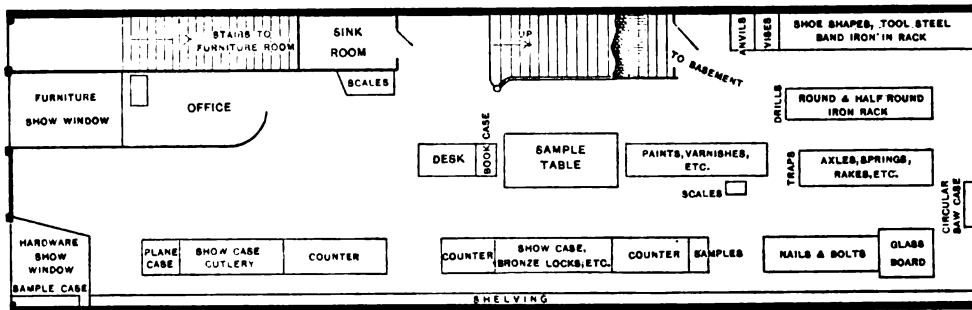 STAIRS TO
FURNITURE ROOM
SINK
ROOM
UP
TO BASEMENT
ANVILS
VISES
SHOE SHAPES, TOOL STEEL
BAND IRON IN RACK
FURNITURE
SHOW WINDOW
OFFICE
SCALES
DRILLS
ROUND & HALF ROUND
IRON RACK
DESK
BOOK CASE
SAMPLE
TABLE
PAINTS, VARNISHES,
ETC.
SCALES
TRAPS
AXLES, SPRINGS,
RAKES, ETC.
CIRCULAR
SAW CASE
HARDWARE
SHOW
WINDOW
SAMPLE CASE
PLANE
CASE
SHOW CASE
CUTLERY
COUNTER
COUNTER
SHOW CASE,
BRONZE LOCKS, ETC.
COUNTER
SAMPLES
NAILS & BOLTS
GLASS
BOARD
SHELVING